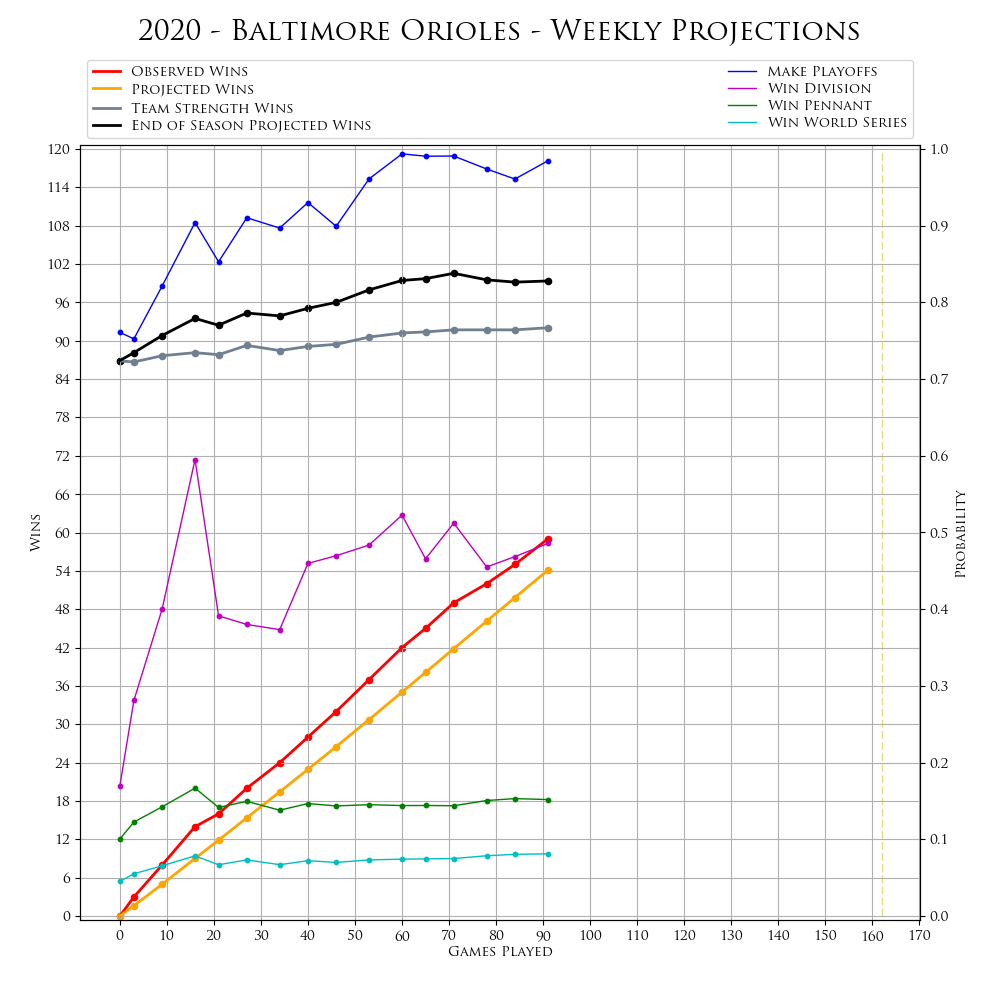 2020 - Baltimore Orioles - Weekly Projections
Observed Wins
Projected Wins
Team Strength Wins
End of Season Projected Wins
Make Playoffs
Win Division
Win Pennant
Win World Series
120
114
108
102
96
90
84
78
72
66
60
54
48
42
36
30
24
18
12
6
0
Wins
1.0
0.9
0.8
0.7
0.6
0.5
0.4
0.3
0.2
0.1
0.0
Probability
0 10 20 30 40 50 60 70 80 90 100 110 120 130 140 150 160 170
Games Played